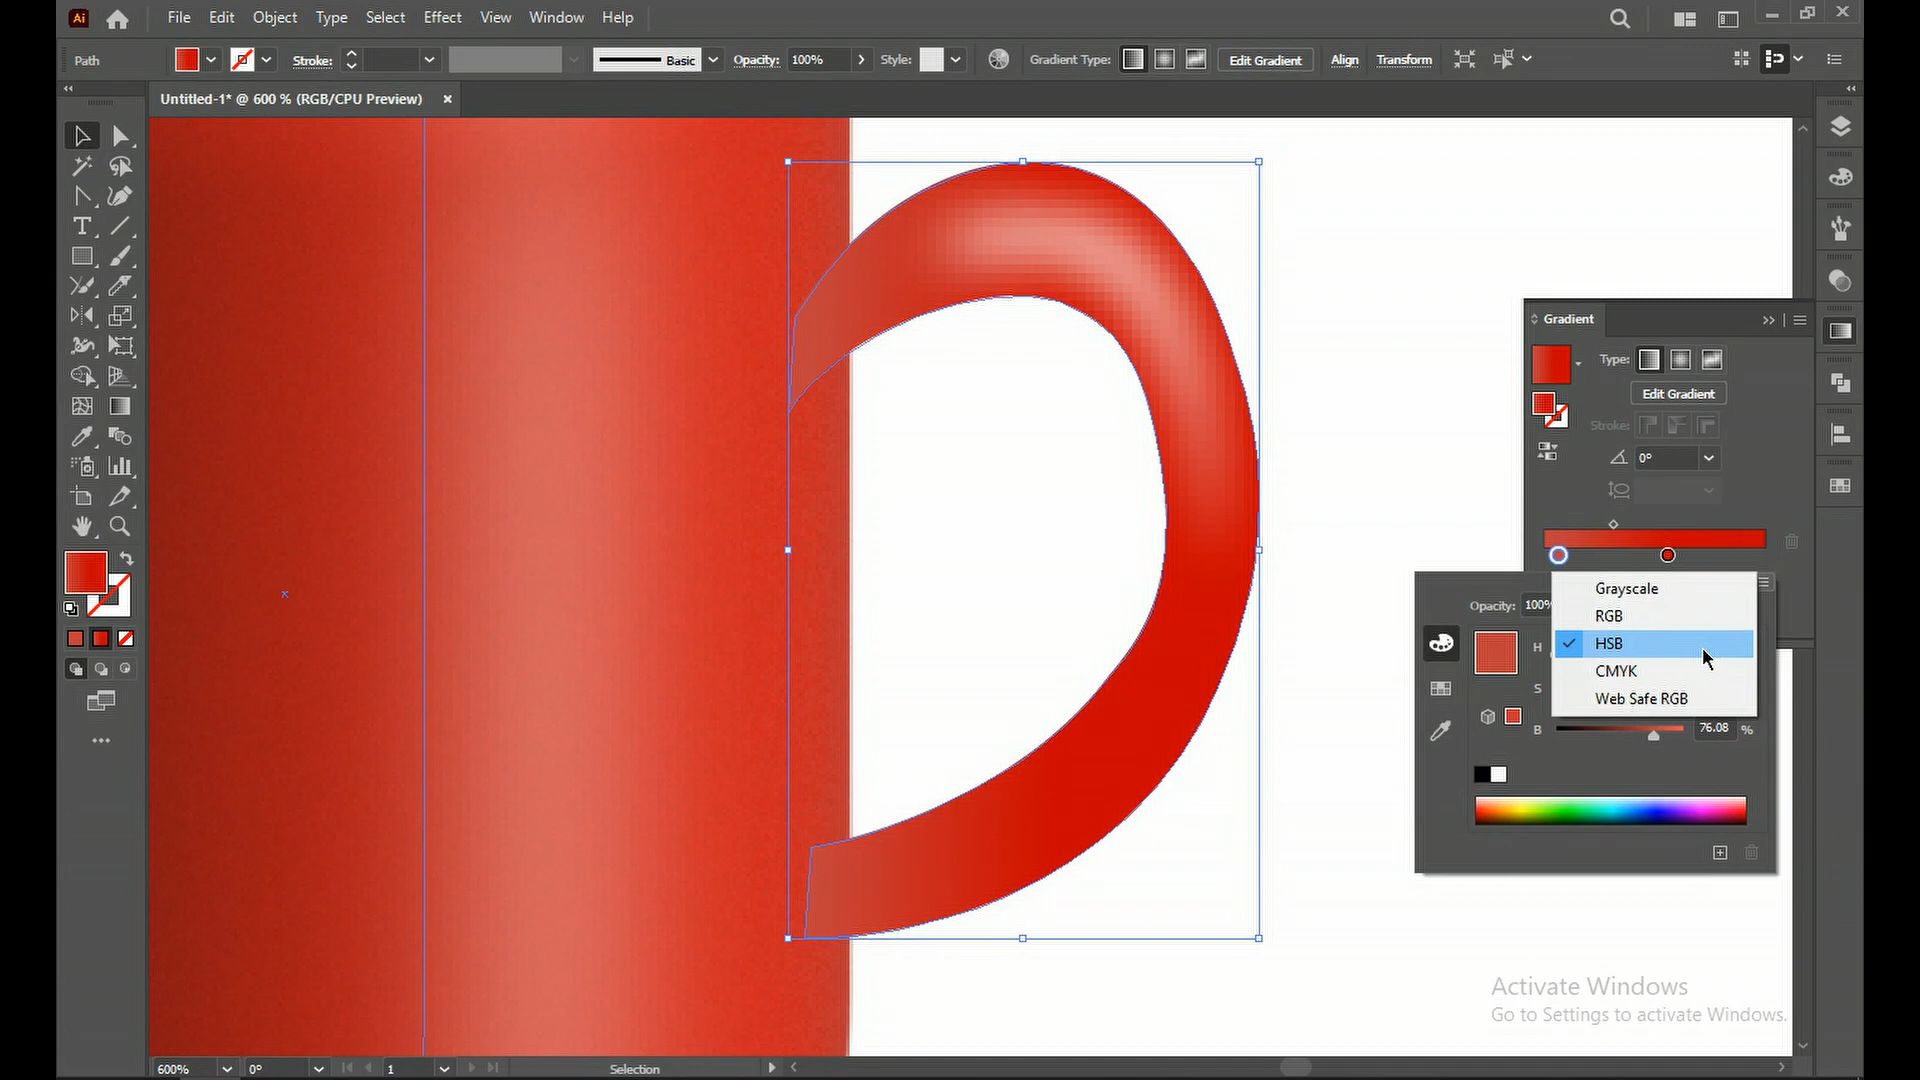 Ai File Edit Object Type Select Effect View Window Help
Path Stroke: Basic Opacity: 100% Style: Gradient Type: Edit Gradient Align Transform
Untitled-1* @ 600 % (RGB/CPU Preview) ×
Gradient
Type:
Edit Gradient
Stroke:
0°
Opacity: 100%
Grayscale
RGB
HSB
CMYK
Web Safe RGB
H
S
B 76.08 %
Activate Windows
Go to Settings to activate Windows.
600% 0° 1 Selection